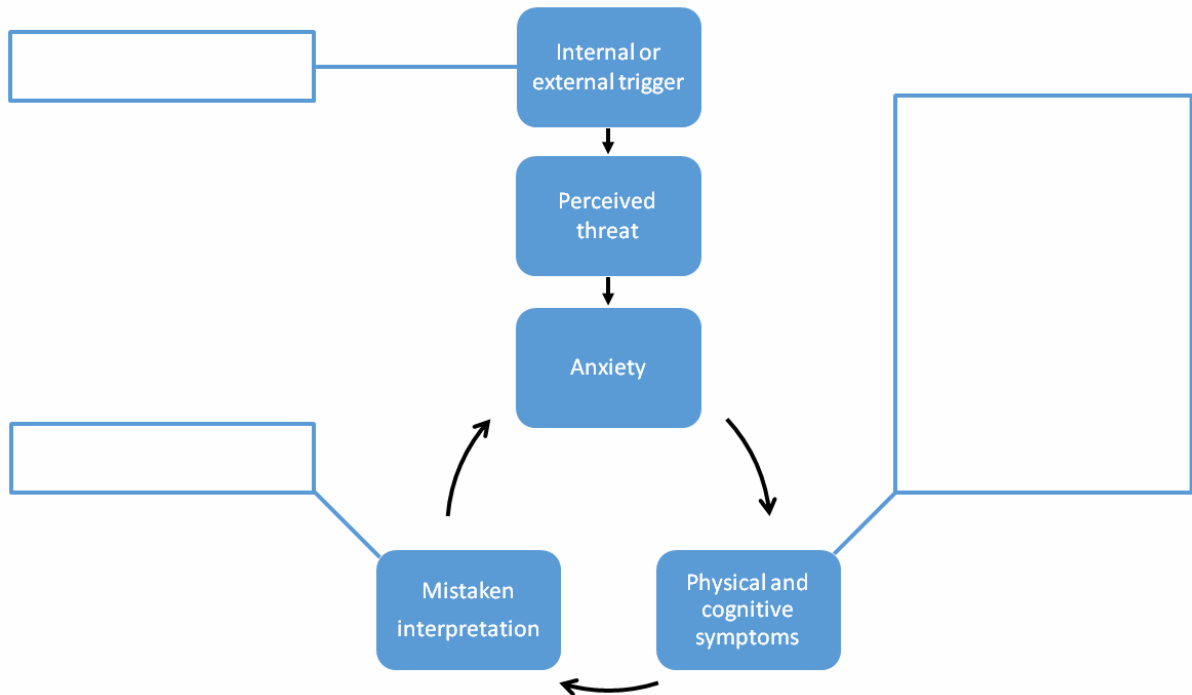 Internal or
external trigger
Perceived
threat
Anxiety
Mistaken
interpretation
Physical and
cognitive
symptoms